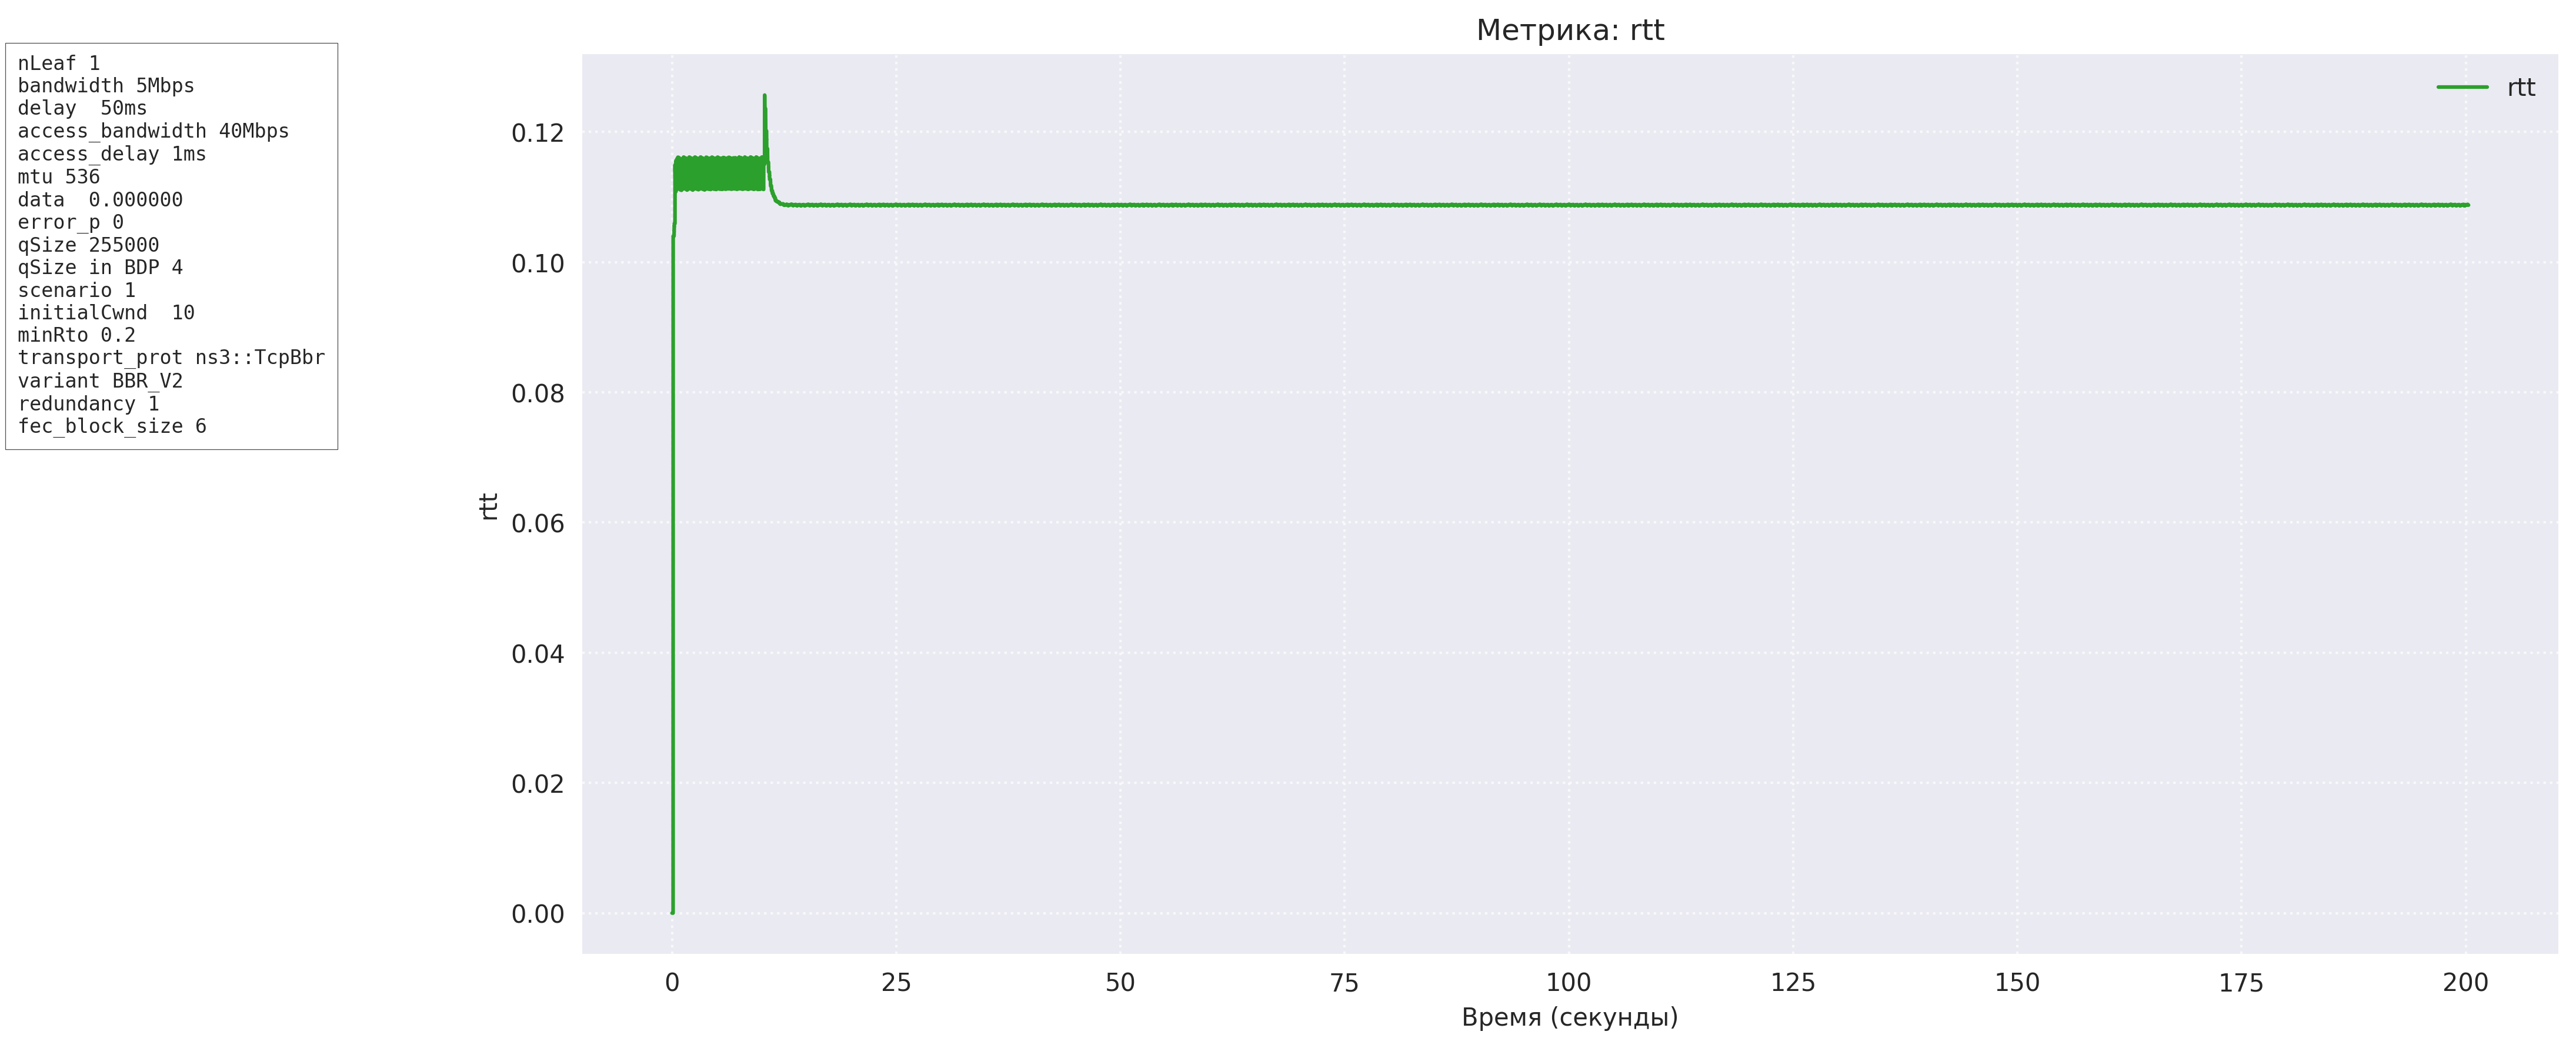 Метрика: rtt
nLeaf 1
bandwidth 5Mbps
delay  50ms
access_bandwidth 40Mbps
access_delay 1ms
mtu 536
data  0.000000
error_p 0
qSize 255000
qSize in BDP 4
scenario 1
initialCwnd  10
minRto 0.2
transport_prot ns3::TcpBbr
variant BBR_V2
redundancy 1
fec_block_size 6
rtt
rtt
0.12
0.10
0.08
0.06
0.04
0.02
0.00
0 25 50 75 100 125 150 175 200
Время (секунды)